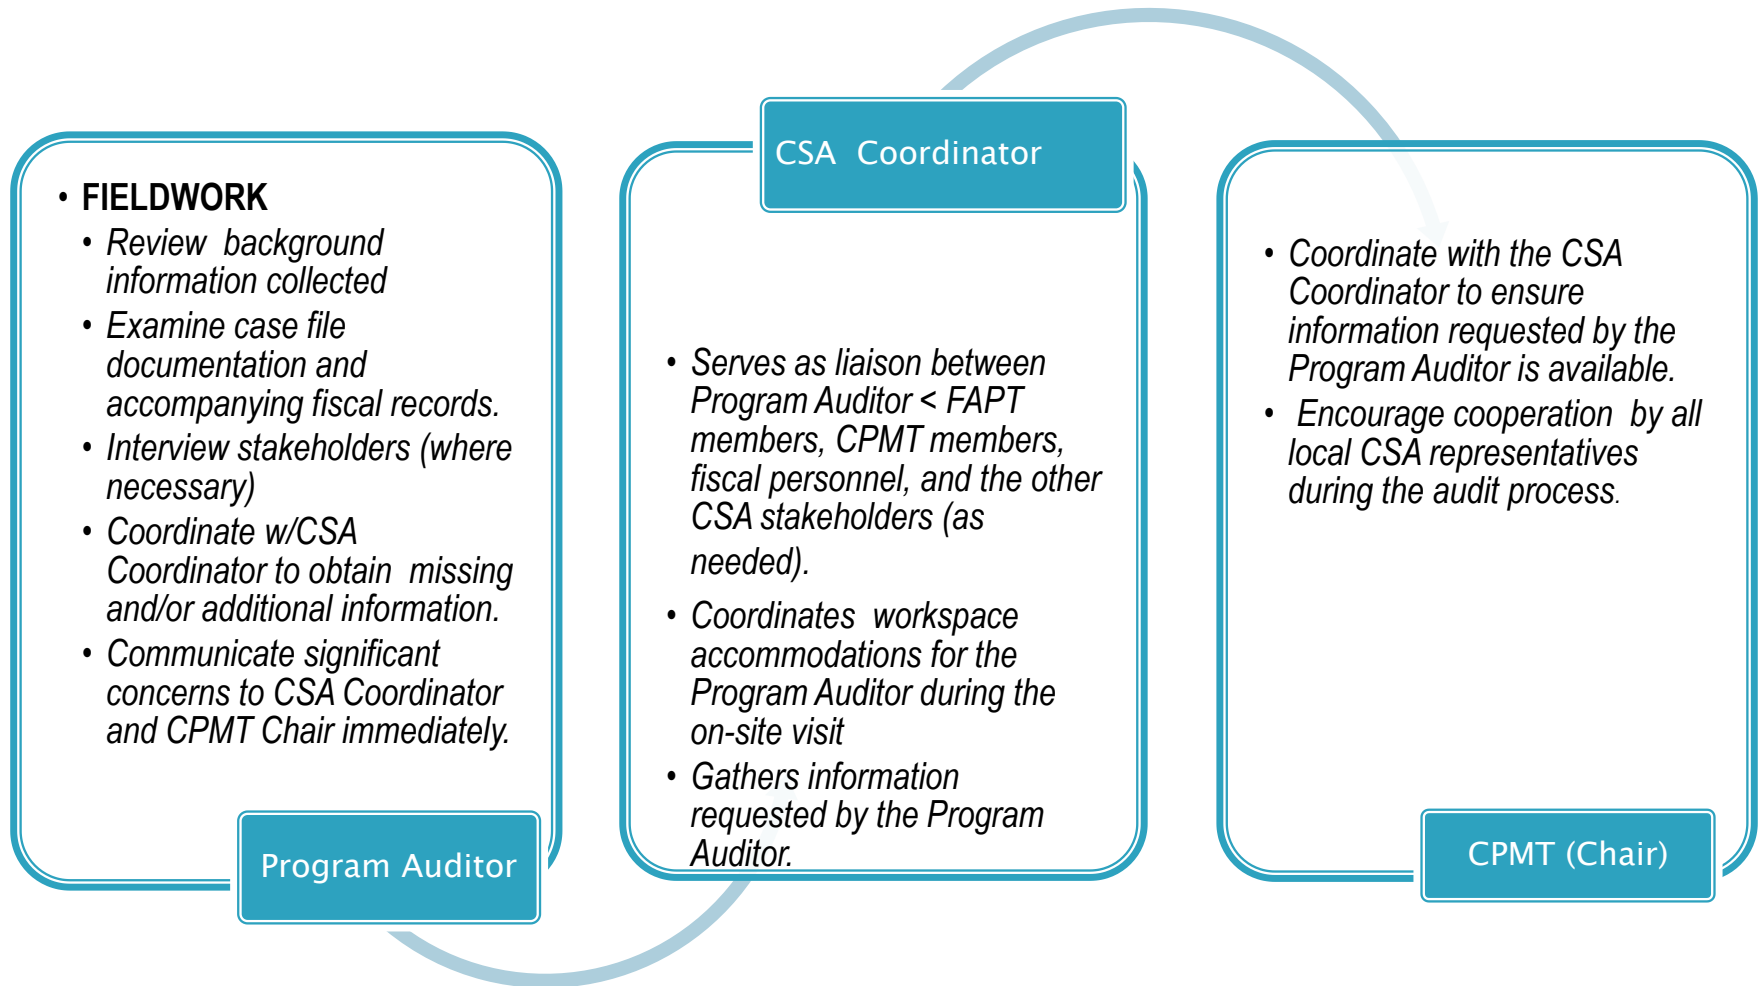 • FIELDWORK
• Review background
information collected
• Examine case file
documentation and
accompanying fiscal records.
• Interview stakeholders (where
necessary)
• Coordinate w/CSA
Coordinator to obtain missing
and/or additional information.
• Communicate significant
concerns to CSA Coordinator
and CPMT Chair immediately.
Program Auditor
CSA Coordinator
• Serves as liaison between
Program Auditor < FAPT
members, CPMT members,
fiscal personnel, and the other
CSA stakeholders (as
needed).
• Coordinates workspace
accommodations for the
Program Auditor during the
on-site visit
• Gathers information
requested by the Program
Auditor.
• Coordinate with the CSA
Coordinator to ensure
information requested by the
Program Auditor is available.
• Encourage cooperation by all
local CSA representatives
during the audit process.
CPMT (Chair)